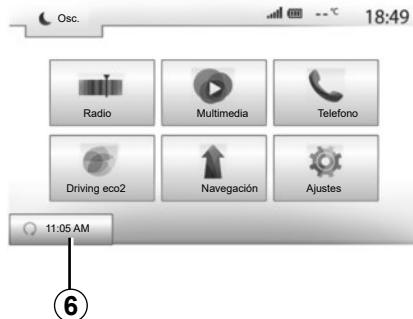 Osc.
--°C 18:49
Radio Multimedia Telefono
Driving eco2 Navegación Ajustes
11:05 AM
6